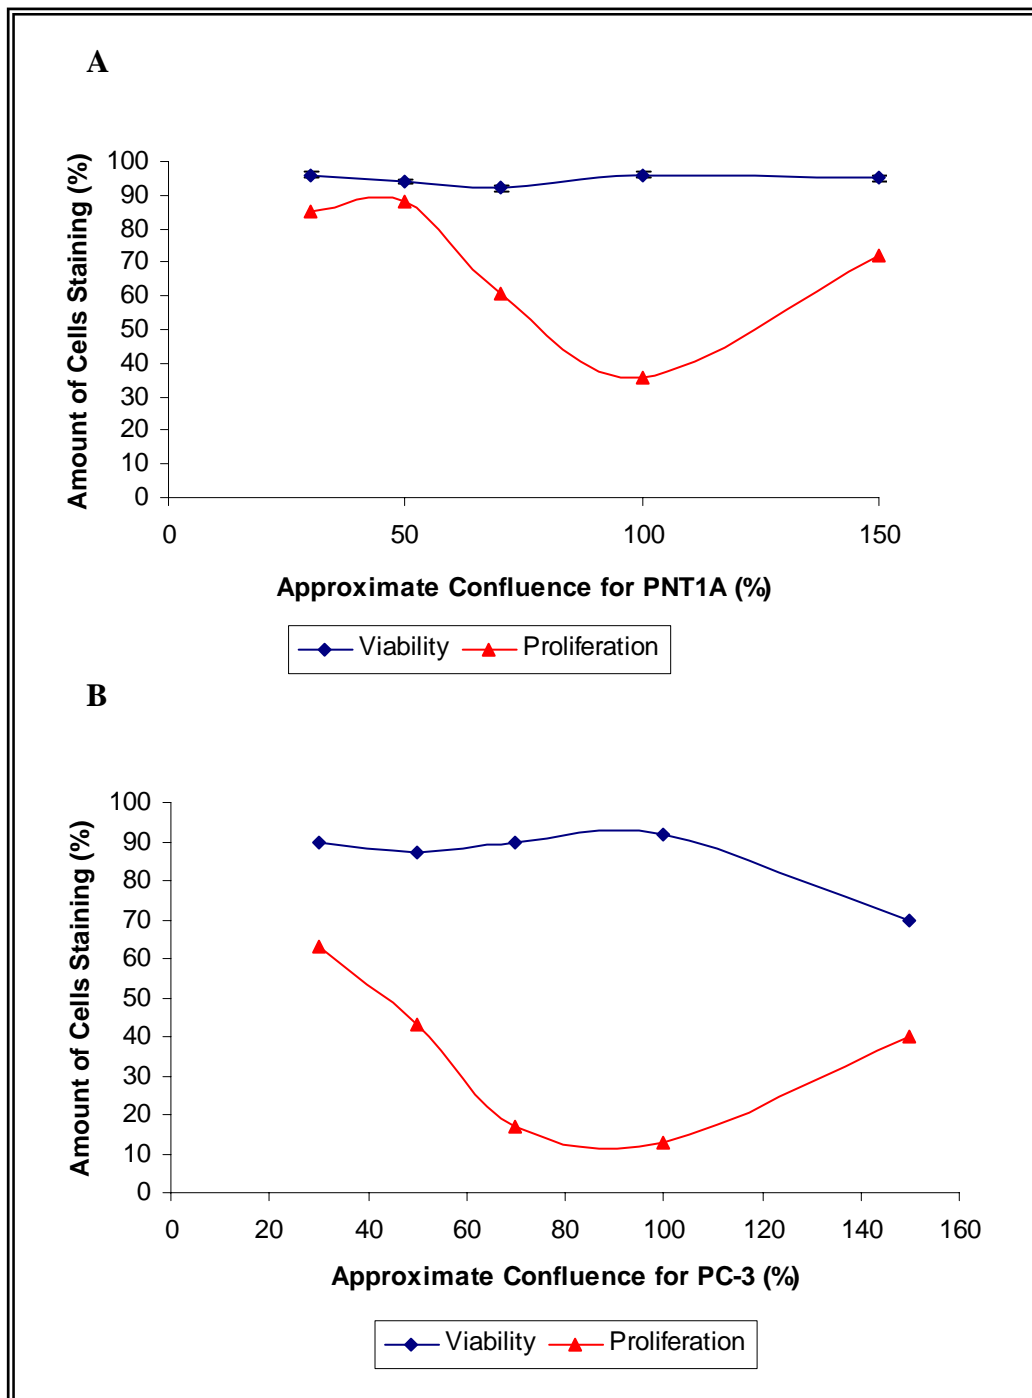 A
Amount of Cells Staining (%)
100
90
80
70
60
50
40
30
20
10
0
0 50 100 150
Approximate Confluence for PNT1A (%)
Viability Proliferation
B
Amount of Cells Staining (%)
100
90
80
70
60
50
40
30
20
10
0
0 20 40 60 80 100 120 140 160
Approximate Confluence for PC-3 (%)
Viability Proliferation